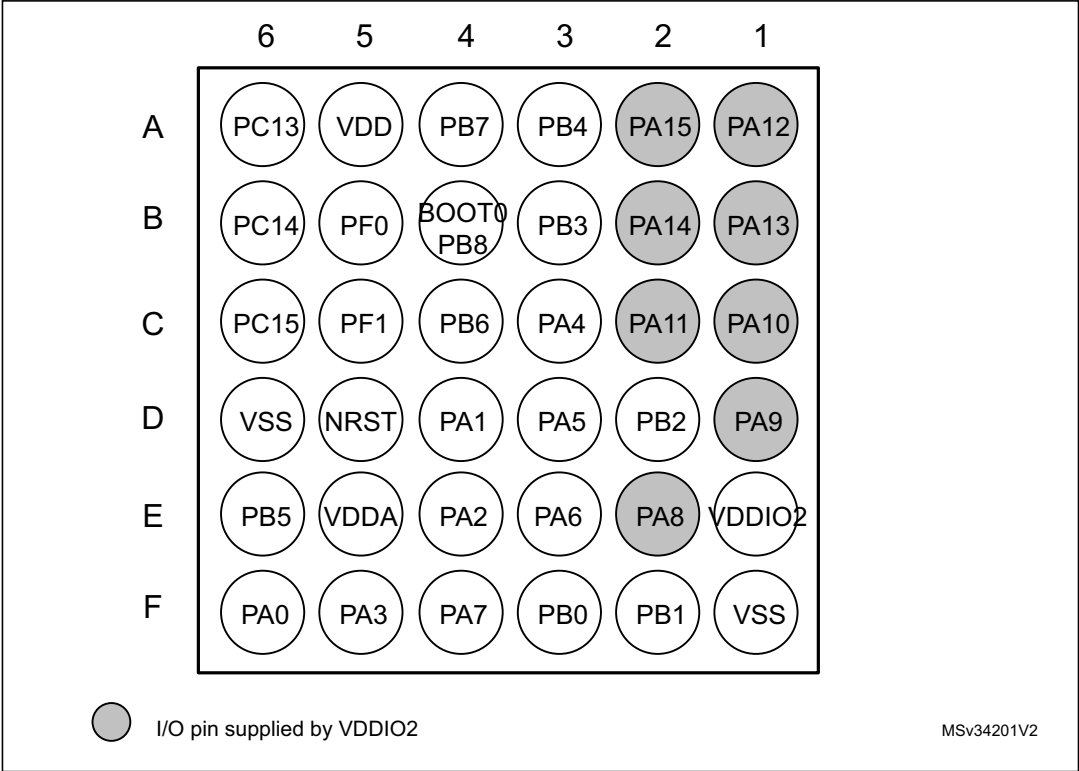 6 5 4 3 2 1
A PC13 VDD PB7 PB4 PA15 PA12
B PC14 PF0 BOOT0 PB8 PB3 PA14 PA13
C PC15 PF1 PB6 PA4 PA11 PA10
D VSS NRST PA1 PA5 PB2 PA9
E PB5 VDDA PA2 PA6 PA8 VDDIO2
F PA0 PA3 PA7 PB0 PB1 VSS
I/O pin supplied by VDDIO2
MSv34201V2